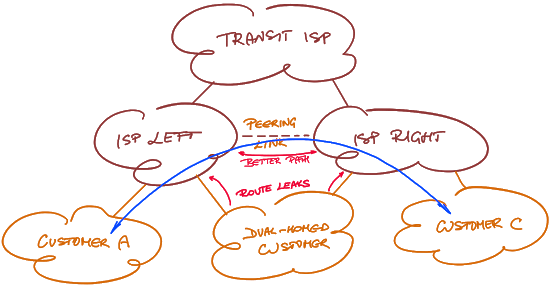 TRANSIT ISP
PEERING
LINK
ISP LEFT
ISP RIGHT
BETTER PATH
ROUTE LEAKS
CUSTOMER A
DUAL-HOMED
CUSTOMER
CUSTOMER C